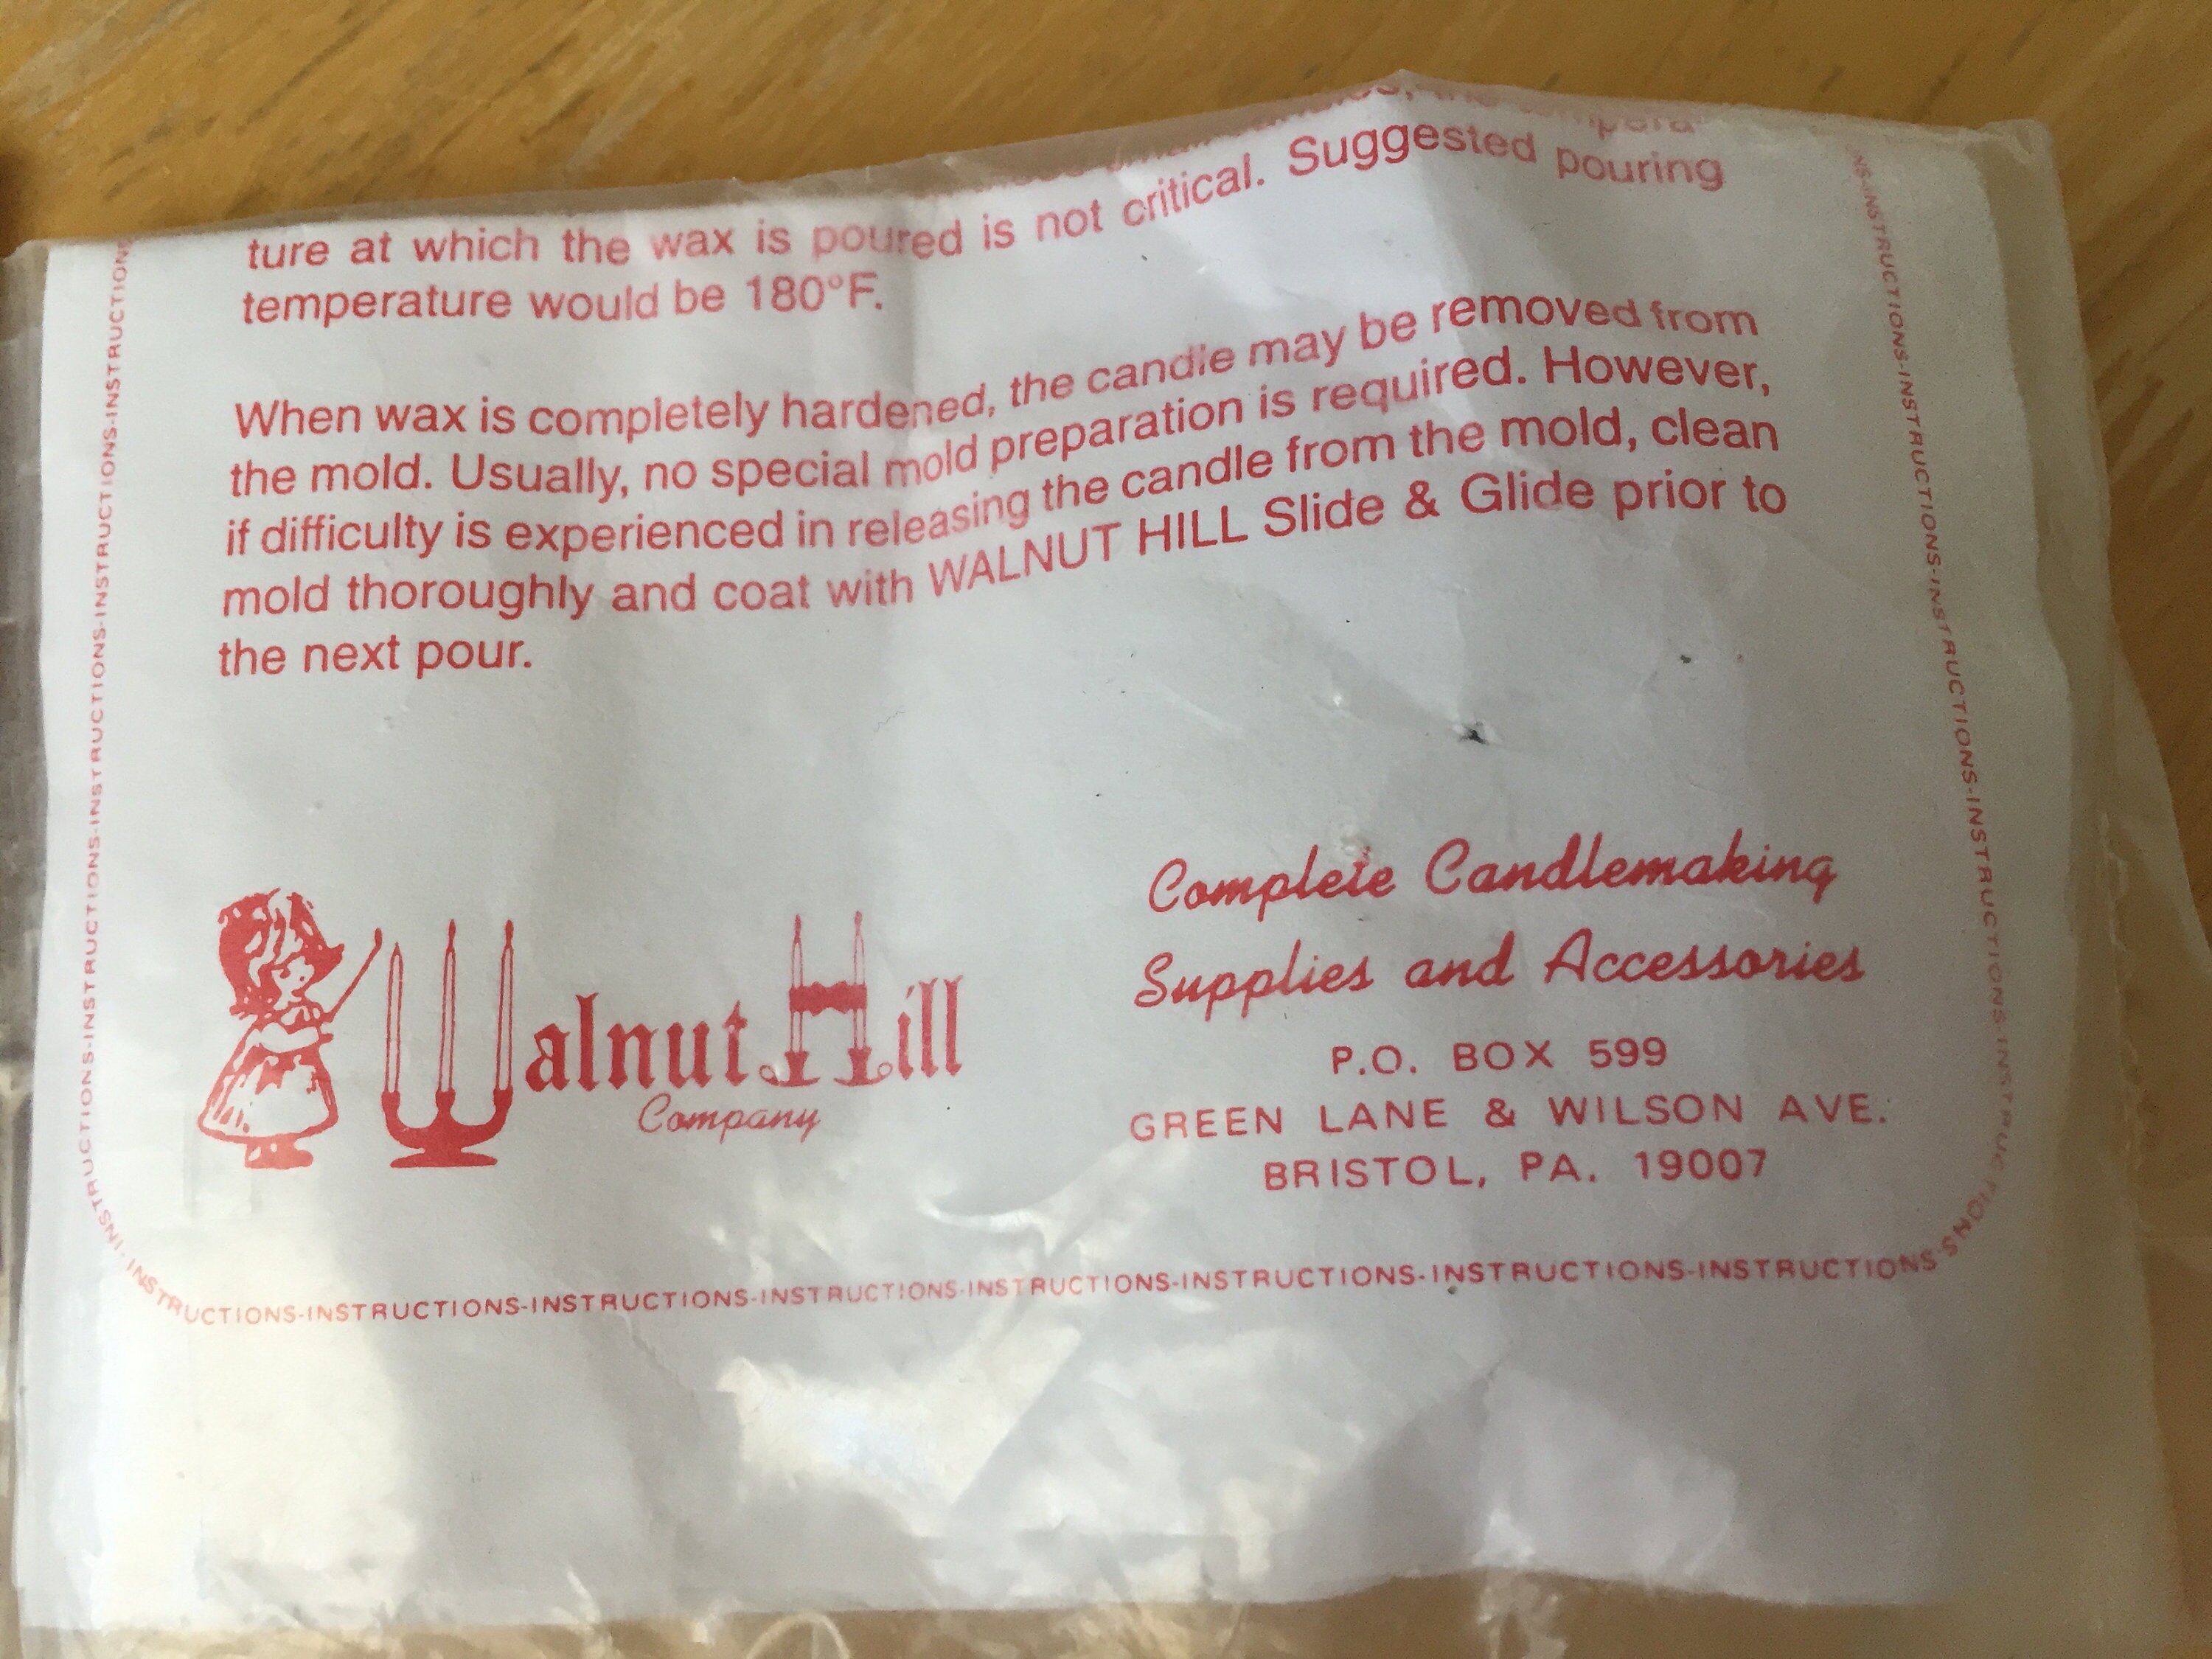 ture at which the wax is poured is not critical. Suggested pouring
temperature would be 180°F.
When wax is completely hardened, the candle may be removed from
the mold. Usually, no special mold preparation is required. However,
if difficulty is experienced in releasing the candle from the mold, clean
mold thoroughly and coat with WALNUT HILL Slide & Glide prior to
the next pour.
Walnut Hill
Company
Complete Candlemaking
Supplies and Accessories
P.O. BOX 599
GREEN LANE & WILSON AVE.
BRISTOL, PA. 19007
INSTRUCTIONS-INSTRUCTIONS-INSTRUCTIONS-INSTRUCTIONS-INSTRUCTIONS-INSTRUCTIONS-INSTRUCTIONS-INSTRUCTIONS